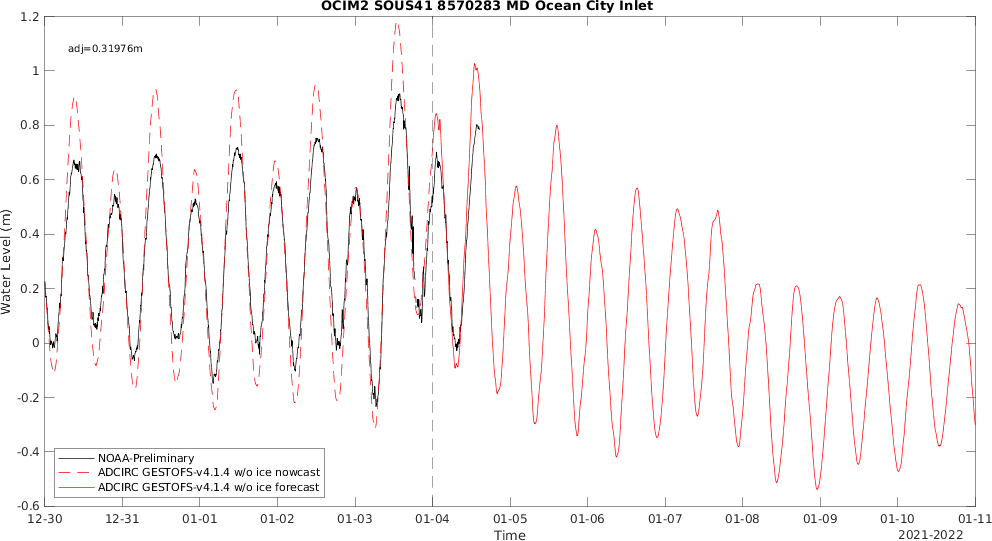 OCIM2 SOUS41 8570283 MD Ocean City Inlet
adj=0.31976m
Water Level (m)
1.2
1
0.8
0.6
0.4
0.2
0
-0.2
-0.4
-0.6
NOAA-Preliminary
ADCIRC GESTOFS-v4.1.4 w/o ice nowcast
ADCIRC GESTOFS-v4.1.4 w/o ice forecast
12-30 12-31 01-01 01-02 01-03 01-04 01-05 01-06 01-07 01-08 01-09 01-10 01-11
Time
2021-2022